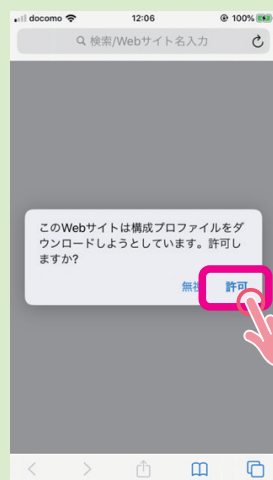 docomo 12:06 100%
検索/Webサイト名入力
このWebサイトは構成プロファイルをダ
ウンロードしようとしています。許可し
ますか?
無視 許可